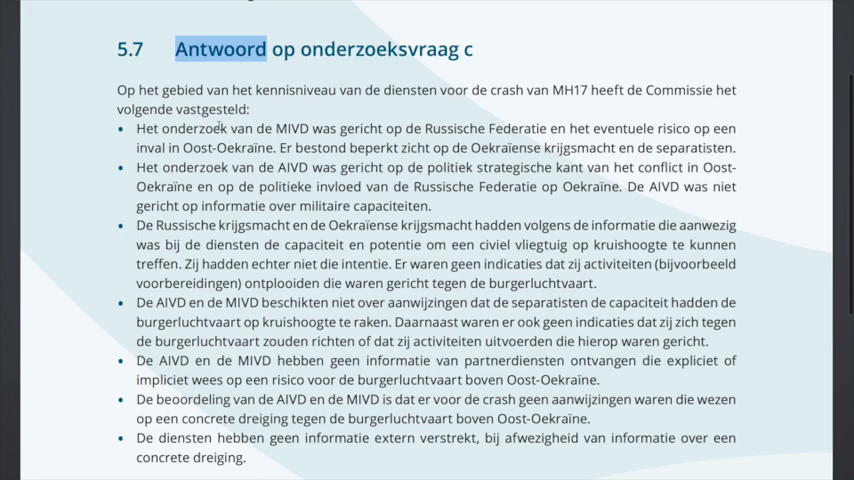 5.7 Antwoord op onderzoeksvraag c
Op het gebied van het kennisniveau van de diensten voor de crash van MH17 heeft de Commissie het
volgende vastgesteld:
• Het onderzoek van de MIVD was gericht op de Russische Federatie en het eventuele risico op een
inval in Oost-Oekraïne. Er bestond beperkt zicht op de Oekraïense krijgsmacht en de separatisten.
• Het onderzoek van de AIVD was gericht op de politiek strategische kant van het conflict in Oost-
Oekraïne en op de politieke invloed van de Russische Federatie op Oekraïne. De AIVD was niet
gericht op informatie over militaire capaciteiten.
• De Russische krijgsmacht en de Oekraïense krijgsmacht hadden volgens de informatie die aanwezig
was bij de diensten de capaciteit en potentie om een civiel vliegtuig op kruishoogte te kunnen
treffen. Zij hadden echter niet die intentie. Er waren geen indicaties dat zij activiteiten (bijvoorbeeld
voorbereidingen) ontplooiden die waren gericht tegen de burgerluchtvaart.
• De AIVD en de MIVD beschikten niet over aanwijzingen dat de separatisten de capaciteit hadden de
burgerluchtvaart op kruishoogte te raken. Daarnaast waren er ook geen indicaties dat zij zich tegen
de burgerluchtvaart zouden richten of dat zij activiteiten uitvoerden die hierop waren gericht.
• De AIVD en de MIVD hebben geen informatie van partnerdiensten ontvangen die expliciet of
impliciet wees op een risico voor de burgerluchtvaart boven Oost-Oekraïne.
• De beoordeling van de AIVD en de MIVD is dat er voor de crash geen aanwijzingen waren die wezen
op een concrete dreiging tegen de burgerluchtvaart boven Oost-Oekraïne.
• De diensten hebben geen informatie extern verstrekt, bij afwezigheid van informatie over een
concrete dreiging.